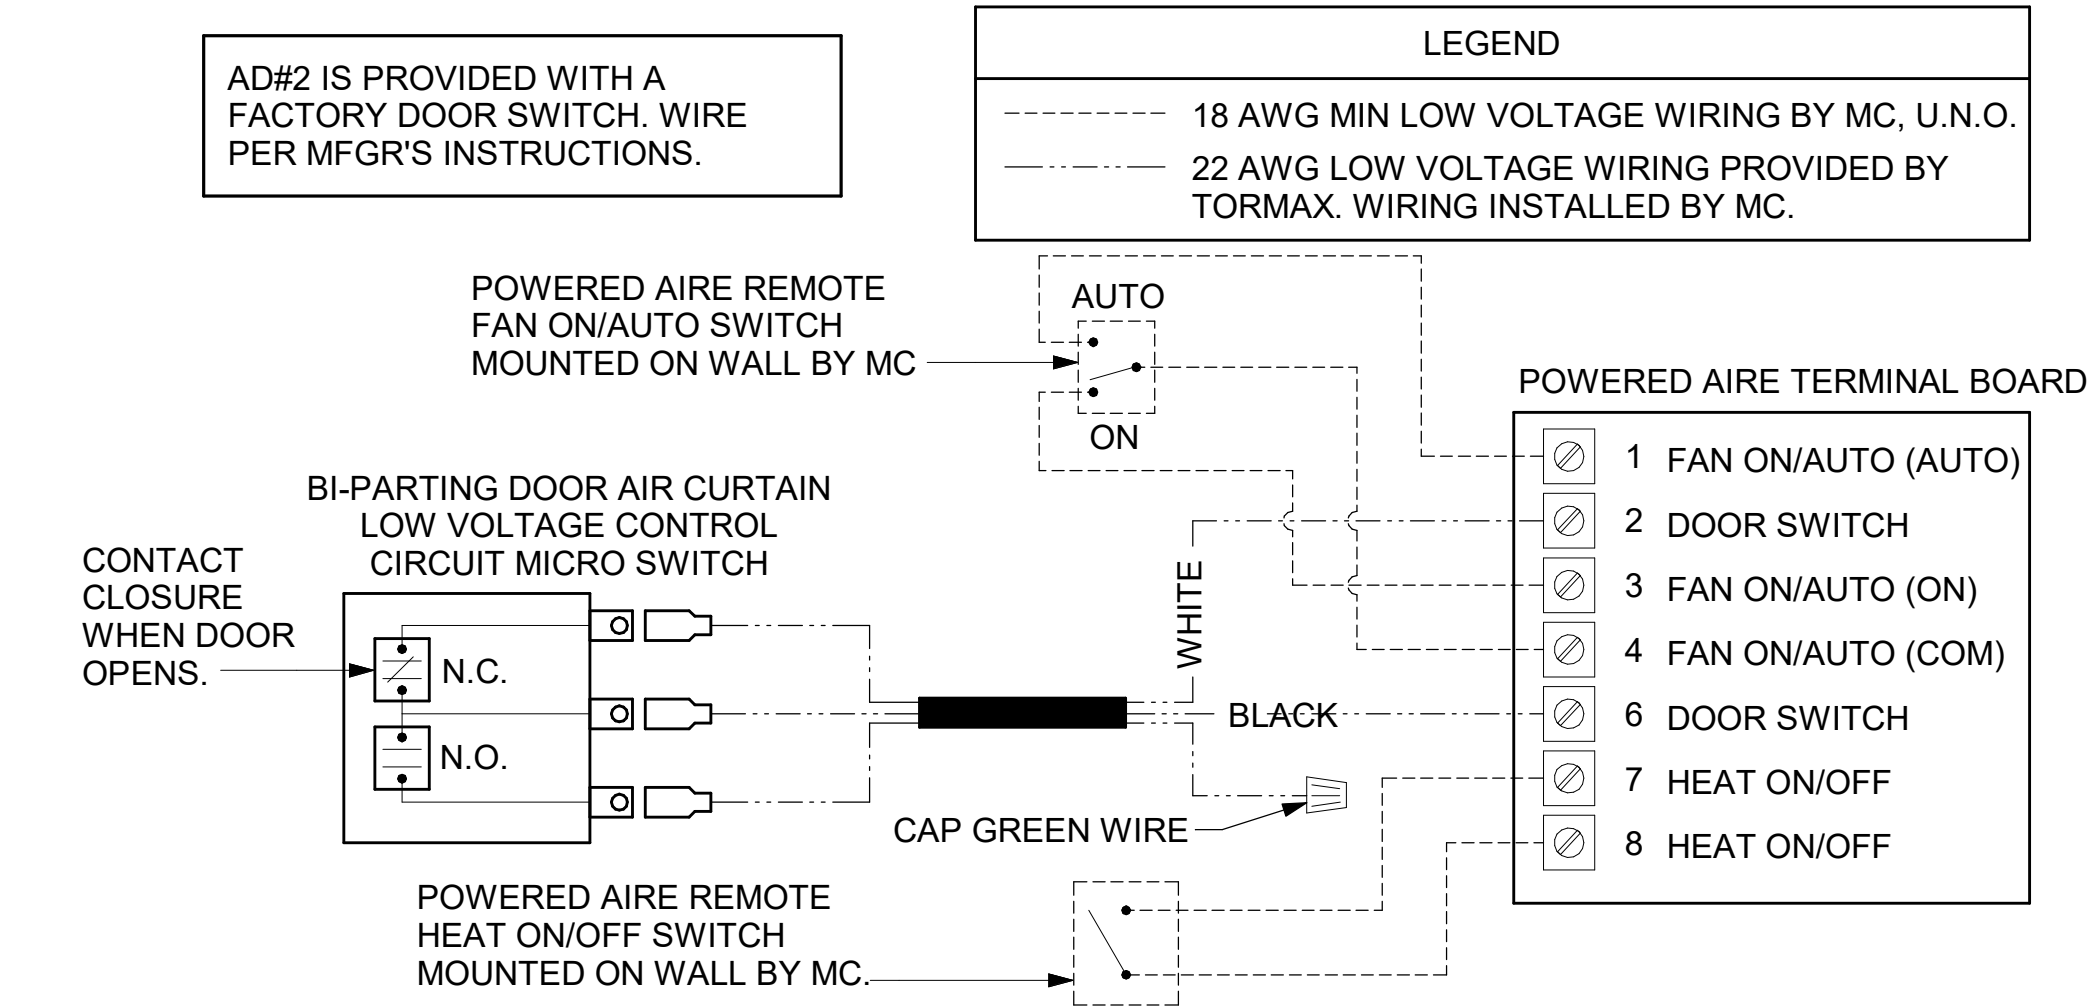 AD#2 IS PROVIDED WITH A
FACTORY DOOR SWITCH. WIRE
PER MFGR'S INSTRUCTIONS.
LEGEND
18 AWG MIN LOW VOLTAGE WIRING BY MC, U.N.O.
22 AWG LOW VOLTAGE WIRING PROVIDED BY
TORMAX. WIRING INSTALLED BY MC.
POWERED AIRE REMOTE
FAN ON/AUTO SWITCH
MOUNTED ON WALL BY MC
AUTO
ON
POWERED AIRE TERMINAL BOARD
1 FAN ON/AUTO (AUTO)
2 DOOR SWITCH
3 FAN ON/AUTO (ON)
4 FAN ON/AUTO (COM)
6 DOOR SWITCH
7 HEAT ON/OFF
8 HEAT ON/OFF
BI-PARTING DOOR AIR CURTAIN
LOW VOLTAGE CONTROL
CIRCUIT MICRO SWITCH
CONTACT
CLOSURE
WHEN DOOR
OPENS.
N.C.
N.O.
WHITE
BLACK
CAP GREEN WIRE
POWERED AIRE REMOTE
HEAT ON/OFF SWITCH
MOUNTED ON WALL BY MC.